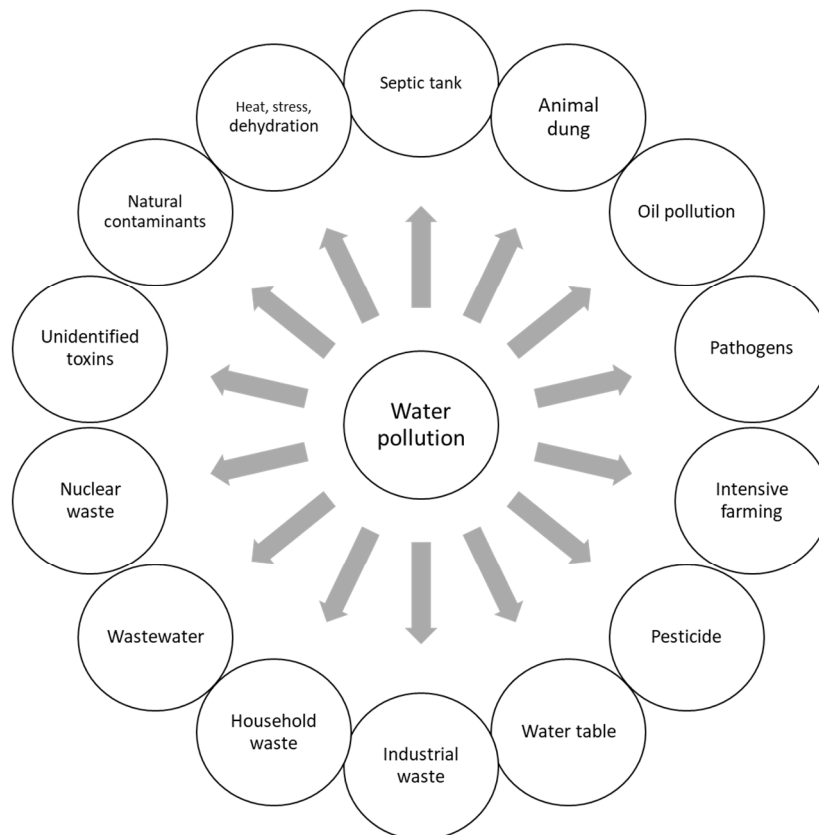 Septic tank
Animal
dung
Oil pollution
Pathogens
Intensive
farming
Pesticide
Water table
Industrial
waste
Household
waste
Wastewater
Nuclear
waste
Unidentified
toxins
Natural
contaminants
Heat, stress,
dehydration
Water
pollution